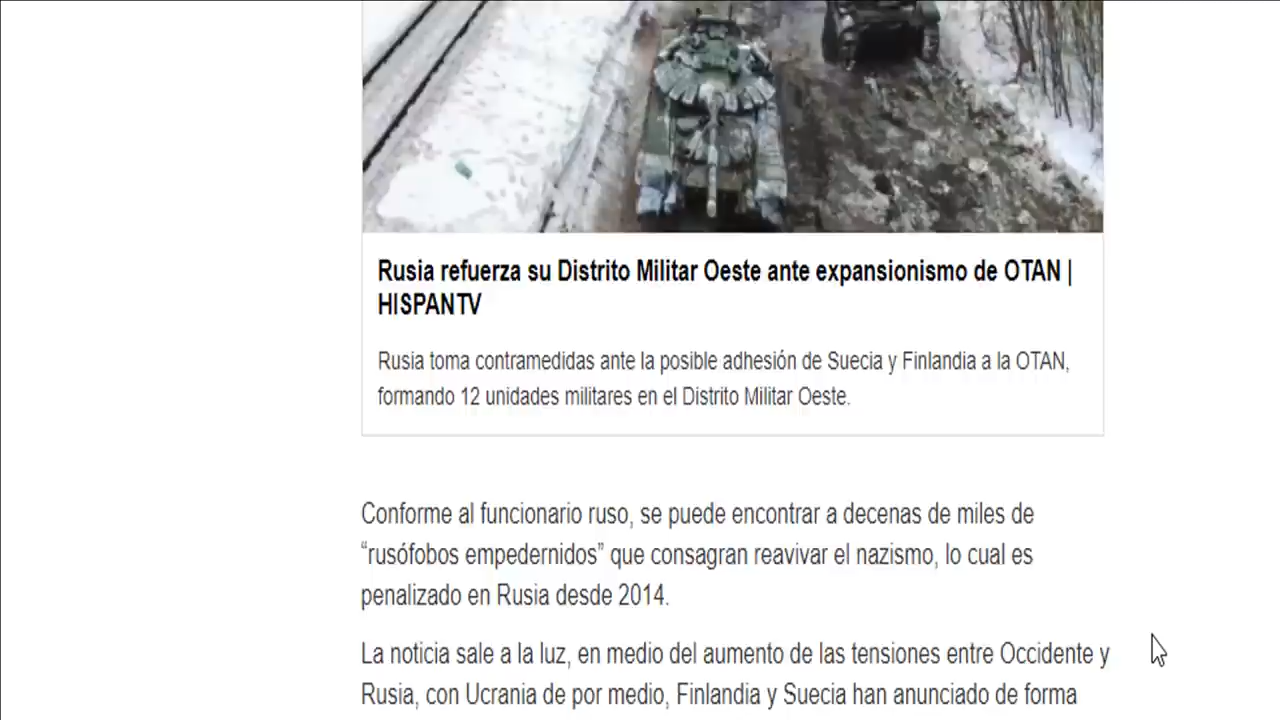 Rusia refuerza su Distrito Militar Oeste ante expansionismo de OTAN |
HISPANTV
Rusia toma contramedidas ante la posible adhesión de Suecia y Finlandia a la OTAN,
formando 12 unidades militares en el Distrito Militar Oeste.
Conforme al funcionario ruso, se puede encontrar a decenas de miles de
“rusófobos empedernidos” que consagran reavivar el nazismo, lo cual es
penalizado en Rusia desde 2014.
La noticia sale a la luz, en medio del aumento de las tensiones entre Occidente y
Rusia, con Ucrania de por medio, Finlandia y Suecia han anunciado de forma